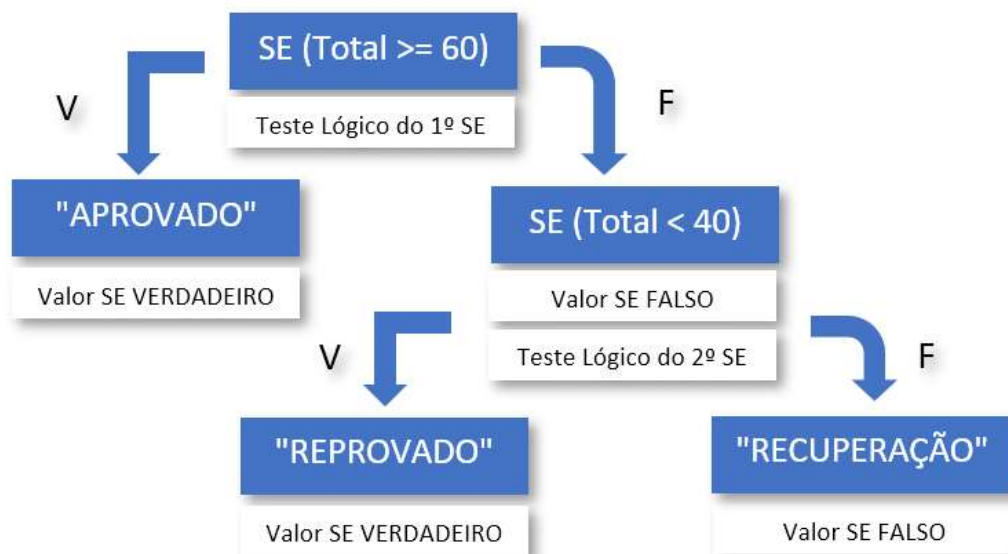 SE (Total >= 60)
V
F
Teste Lógico do 1º SE
"APROVADO"
SE (Total < 40)
Valor SE VERDADEIRO
Valor SE FALSO
V
Teste Lógico do 2º SE
F
"REPROVADO"
"RECUPERAÇÃO"
Valor SE VERDADEIRO
Valor SE FALSO